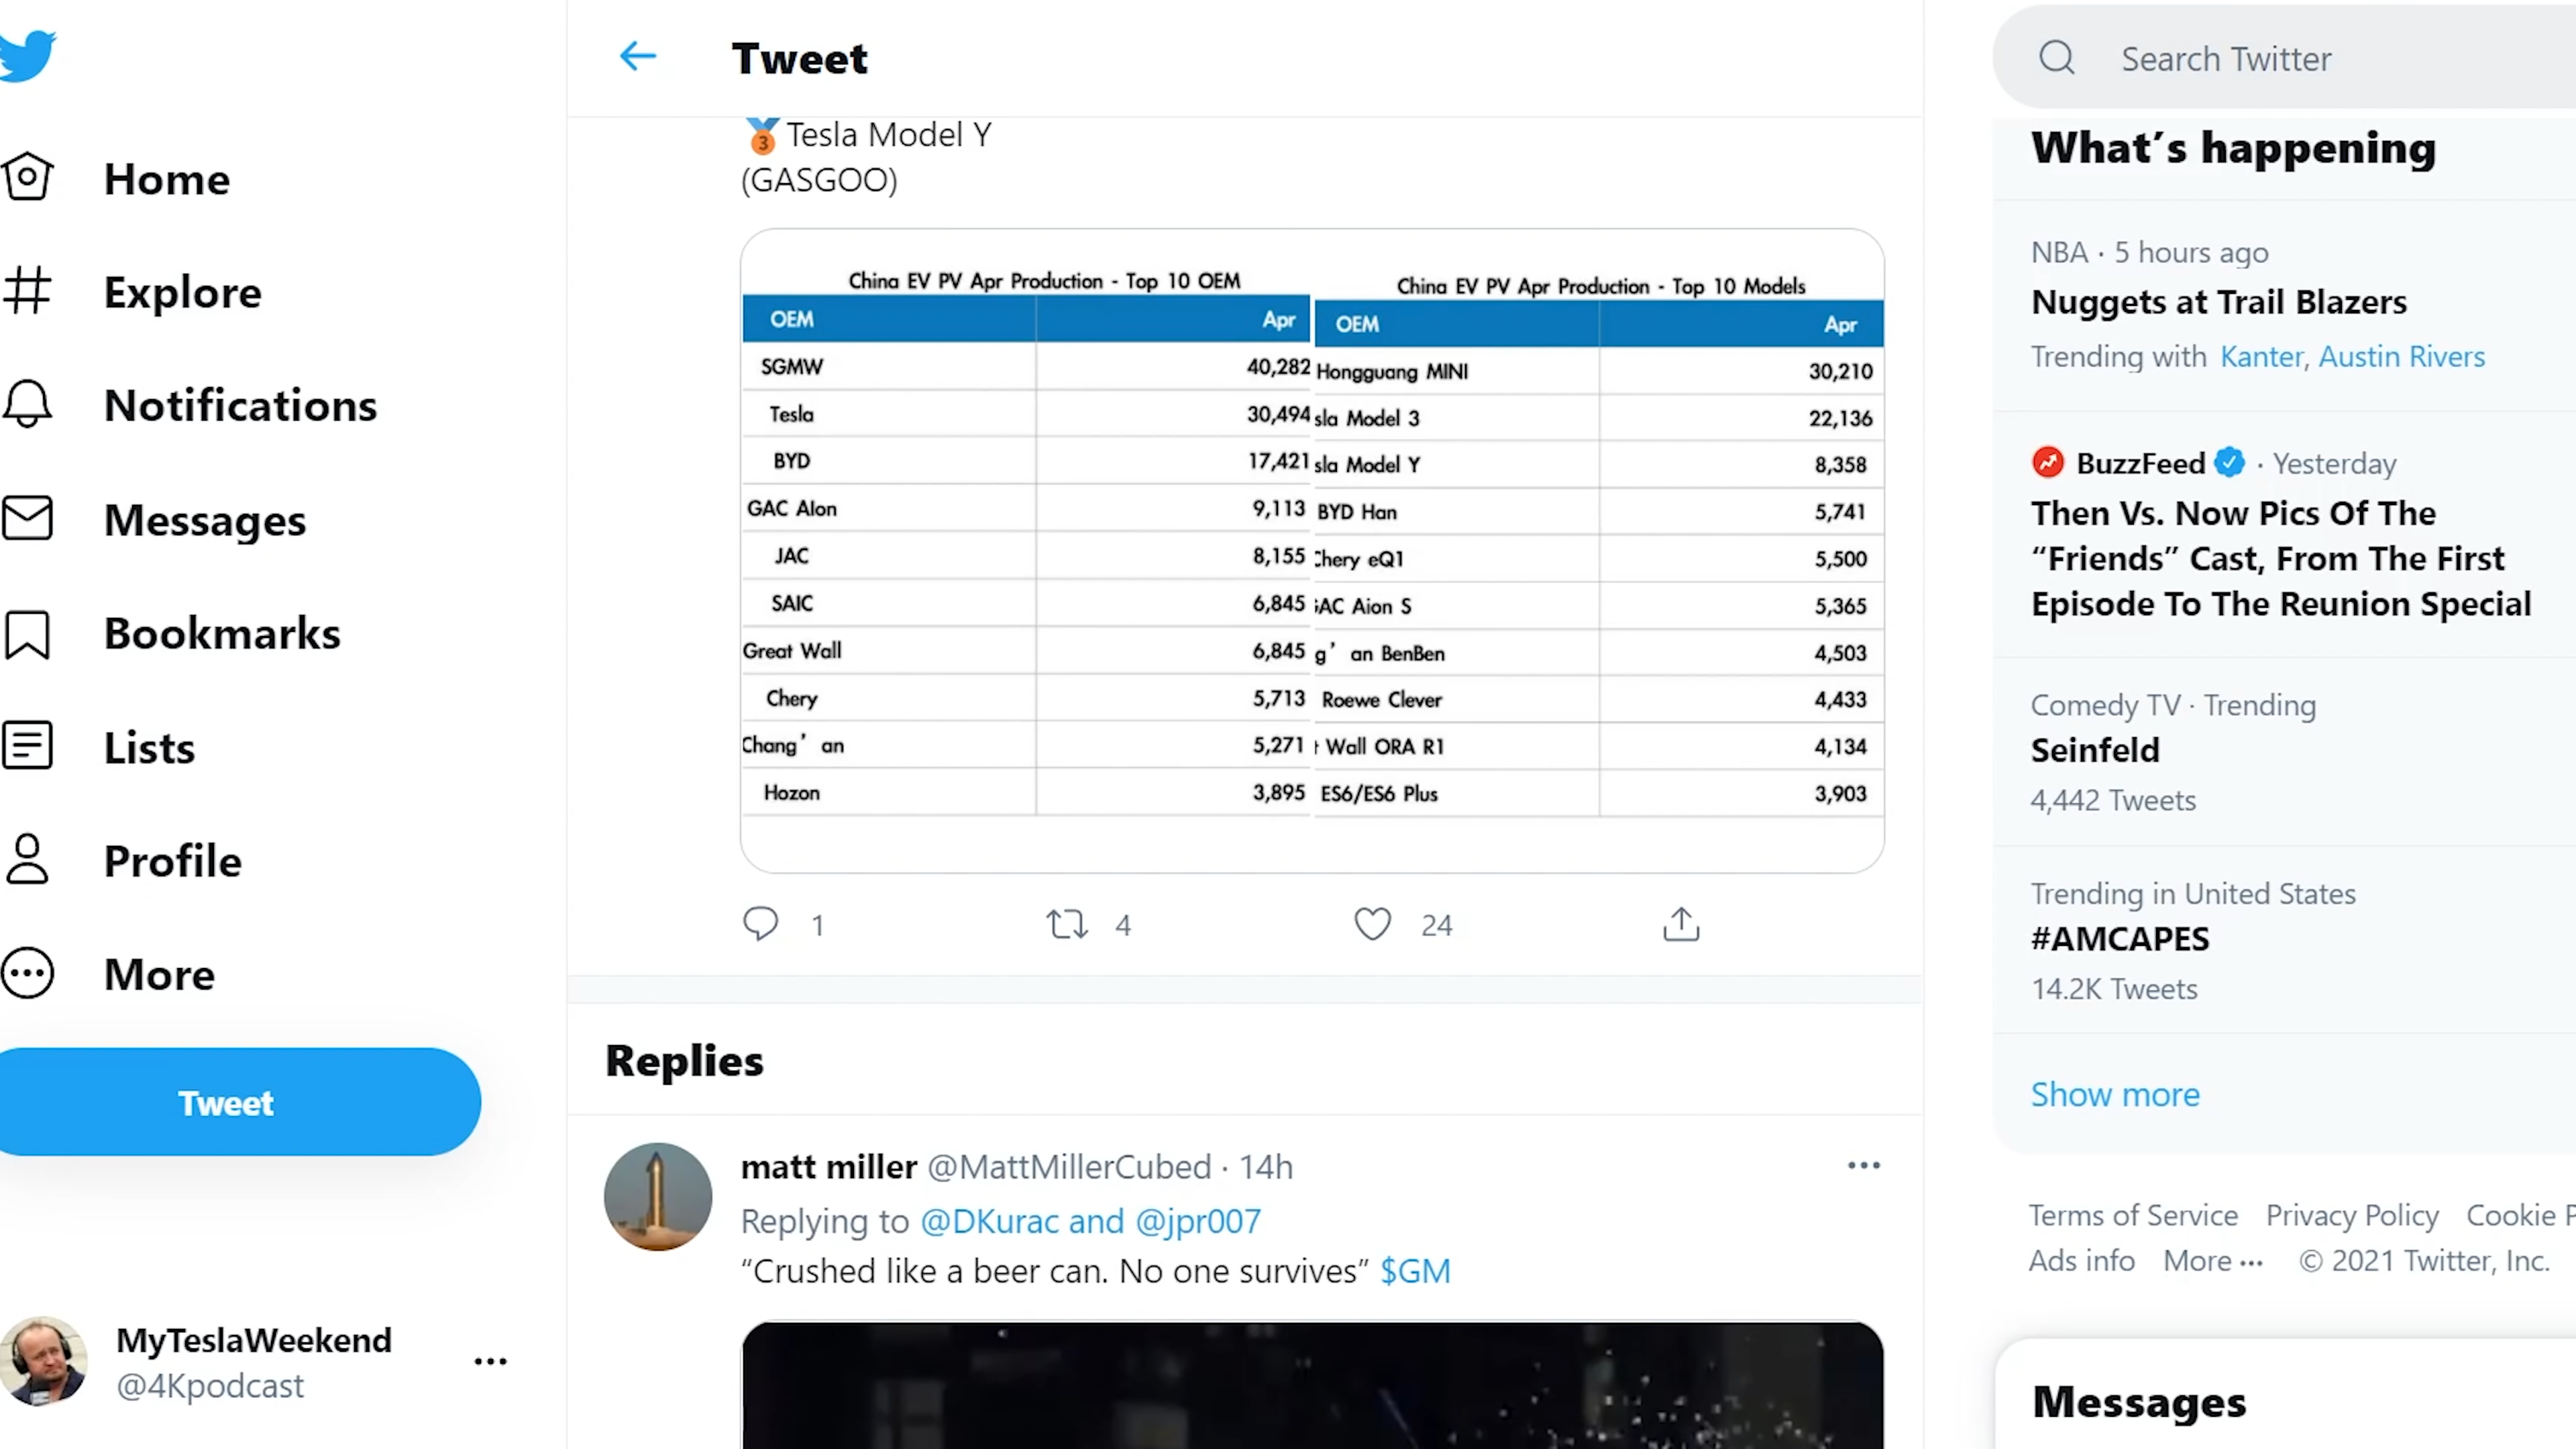 Home
Explore
Notifications
Messages
Bookmarks
Lists
Profile
More
Tweet
MyTeslaWeekend
@4Kpodcast
Tweet
3 Tesla Model Y
(GASGOO)
China EV PV Apr Production - Top 10 OEM
OEM Apr
SGMW 40,282
Tesla 30,494
BYD 17,421
GAC Alon 9,113
JAC 8,155
SAIC 6,845
Great Wall 6,845
Chery 5,713
Chang' an 5,271
Hozon 3,895
China EV PV Apr Production - Top 10 Models
OEM Apr
Hongguang MINI 30,210
sla Model 3 22,136
sla Model Y 8,358
BYD Han 5,741
Chery eQ1 5,500
GAC Aion S 5,365
g' an BenBen 4,503
Roewe Clever 4,433
t Wall ORA R1 4,134
ES6/ES6 Plus 3,903
1 4 24
Replies
matt miller @MattMillerCubed · 14h
Replying to @DKurac and @jpr007
“Crushed like a beer can. No one survives” $GM
Search Twitter
What’s happening
NBA · 5 hours ago
Nuggets at Trail Blazers
Trending with Kanter, Austin Rivers
BuzzFeed · Yesterday
Then Vs. Now Pics Of The
“Friends” Cast, From The First
Episode To The Reunion Special
Comedy TV · Trending
Seinfeld
4,442 Tweets
Trending in United States
#AMCAPES
14.2K Tweets
Show more
Terms of Service Privacy Policy Cookie P
Ads info More ··· © 2021 Twitter, Inc.
Messages